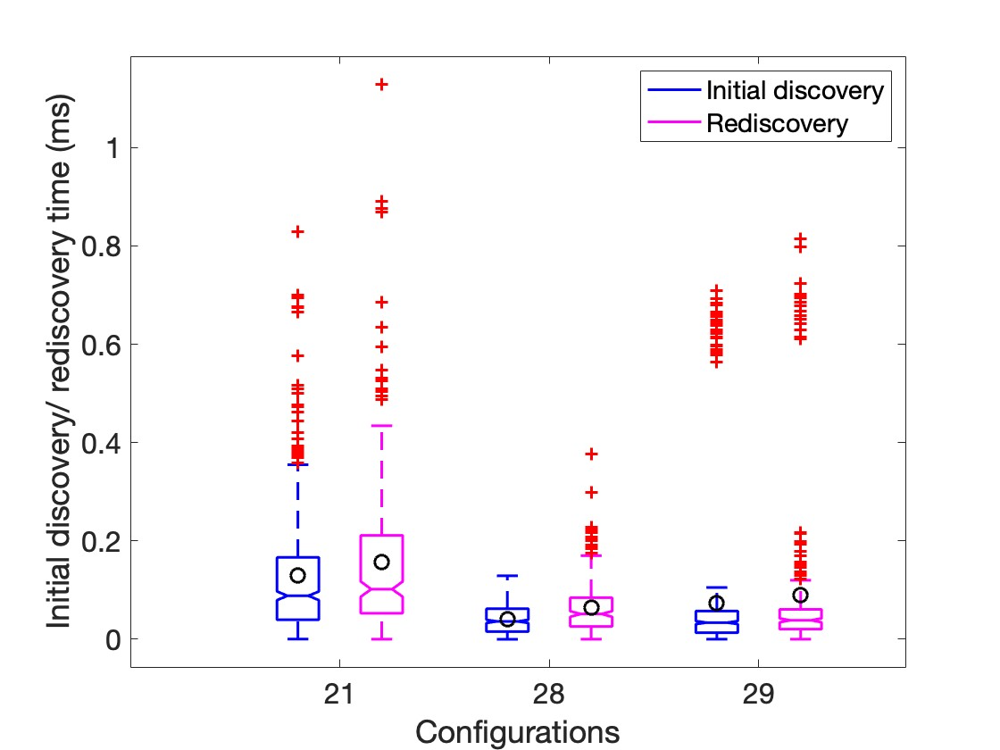 Initial discovery/ rediscovery time (ms)
1
0.8
0.6
0.4
0.2
0
Initial discovery
Rediscovery
21
28
29
Configurations